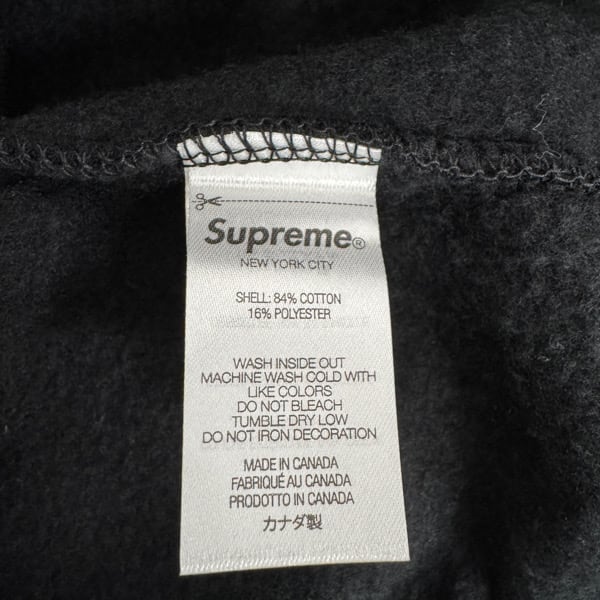 Supreme®
NEW YORK CITY
SHELL: 84% COTTON
16% POLYESTER
WASH INSIDE OUT
MACHINE WASH COLD WITH
LIKE COLORS
DO NOT BLEACH
TUMBLE DRY LOW
DO NOT IRON DECORATION
MADE IN CANADA
FABRIQUÉ AU CANADA
PRODOTTO IN CANADA
カナダ製